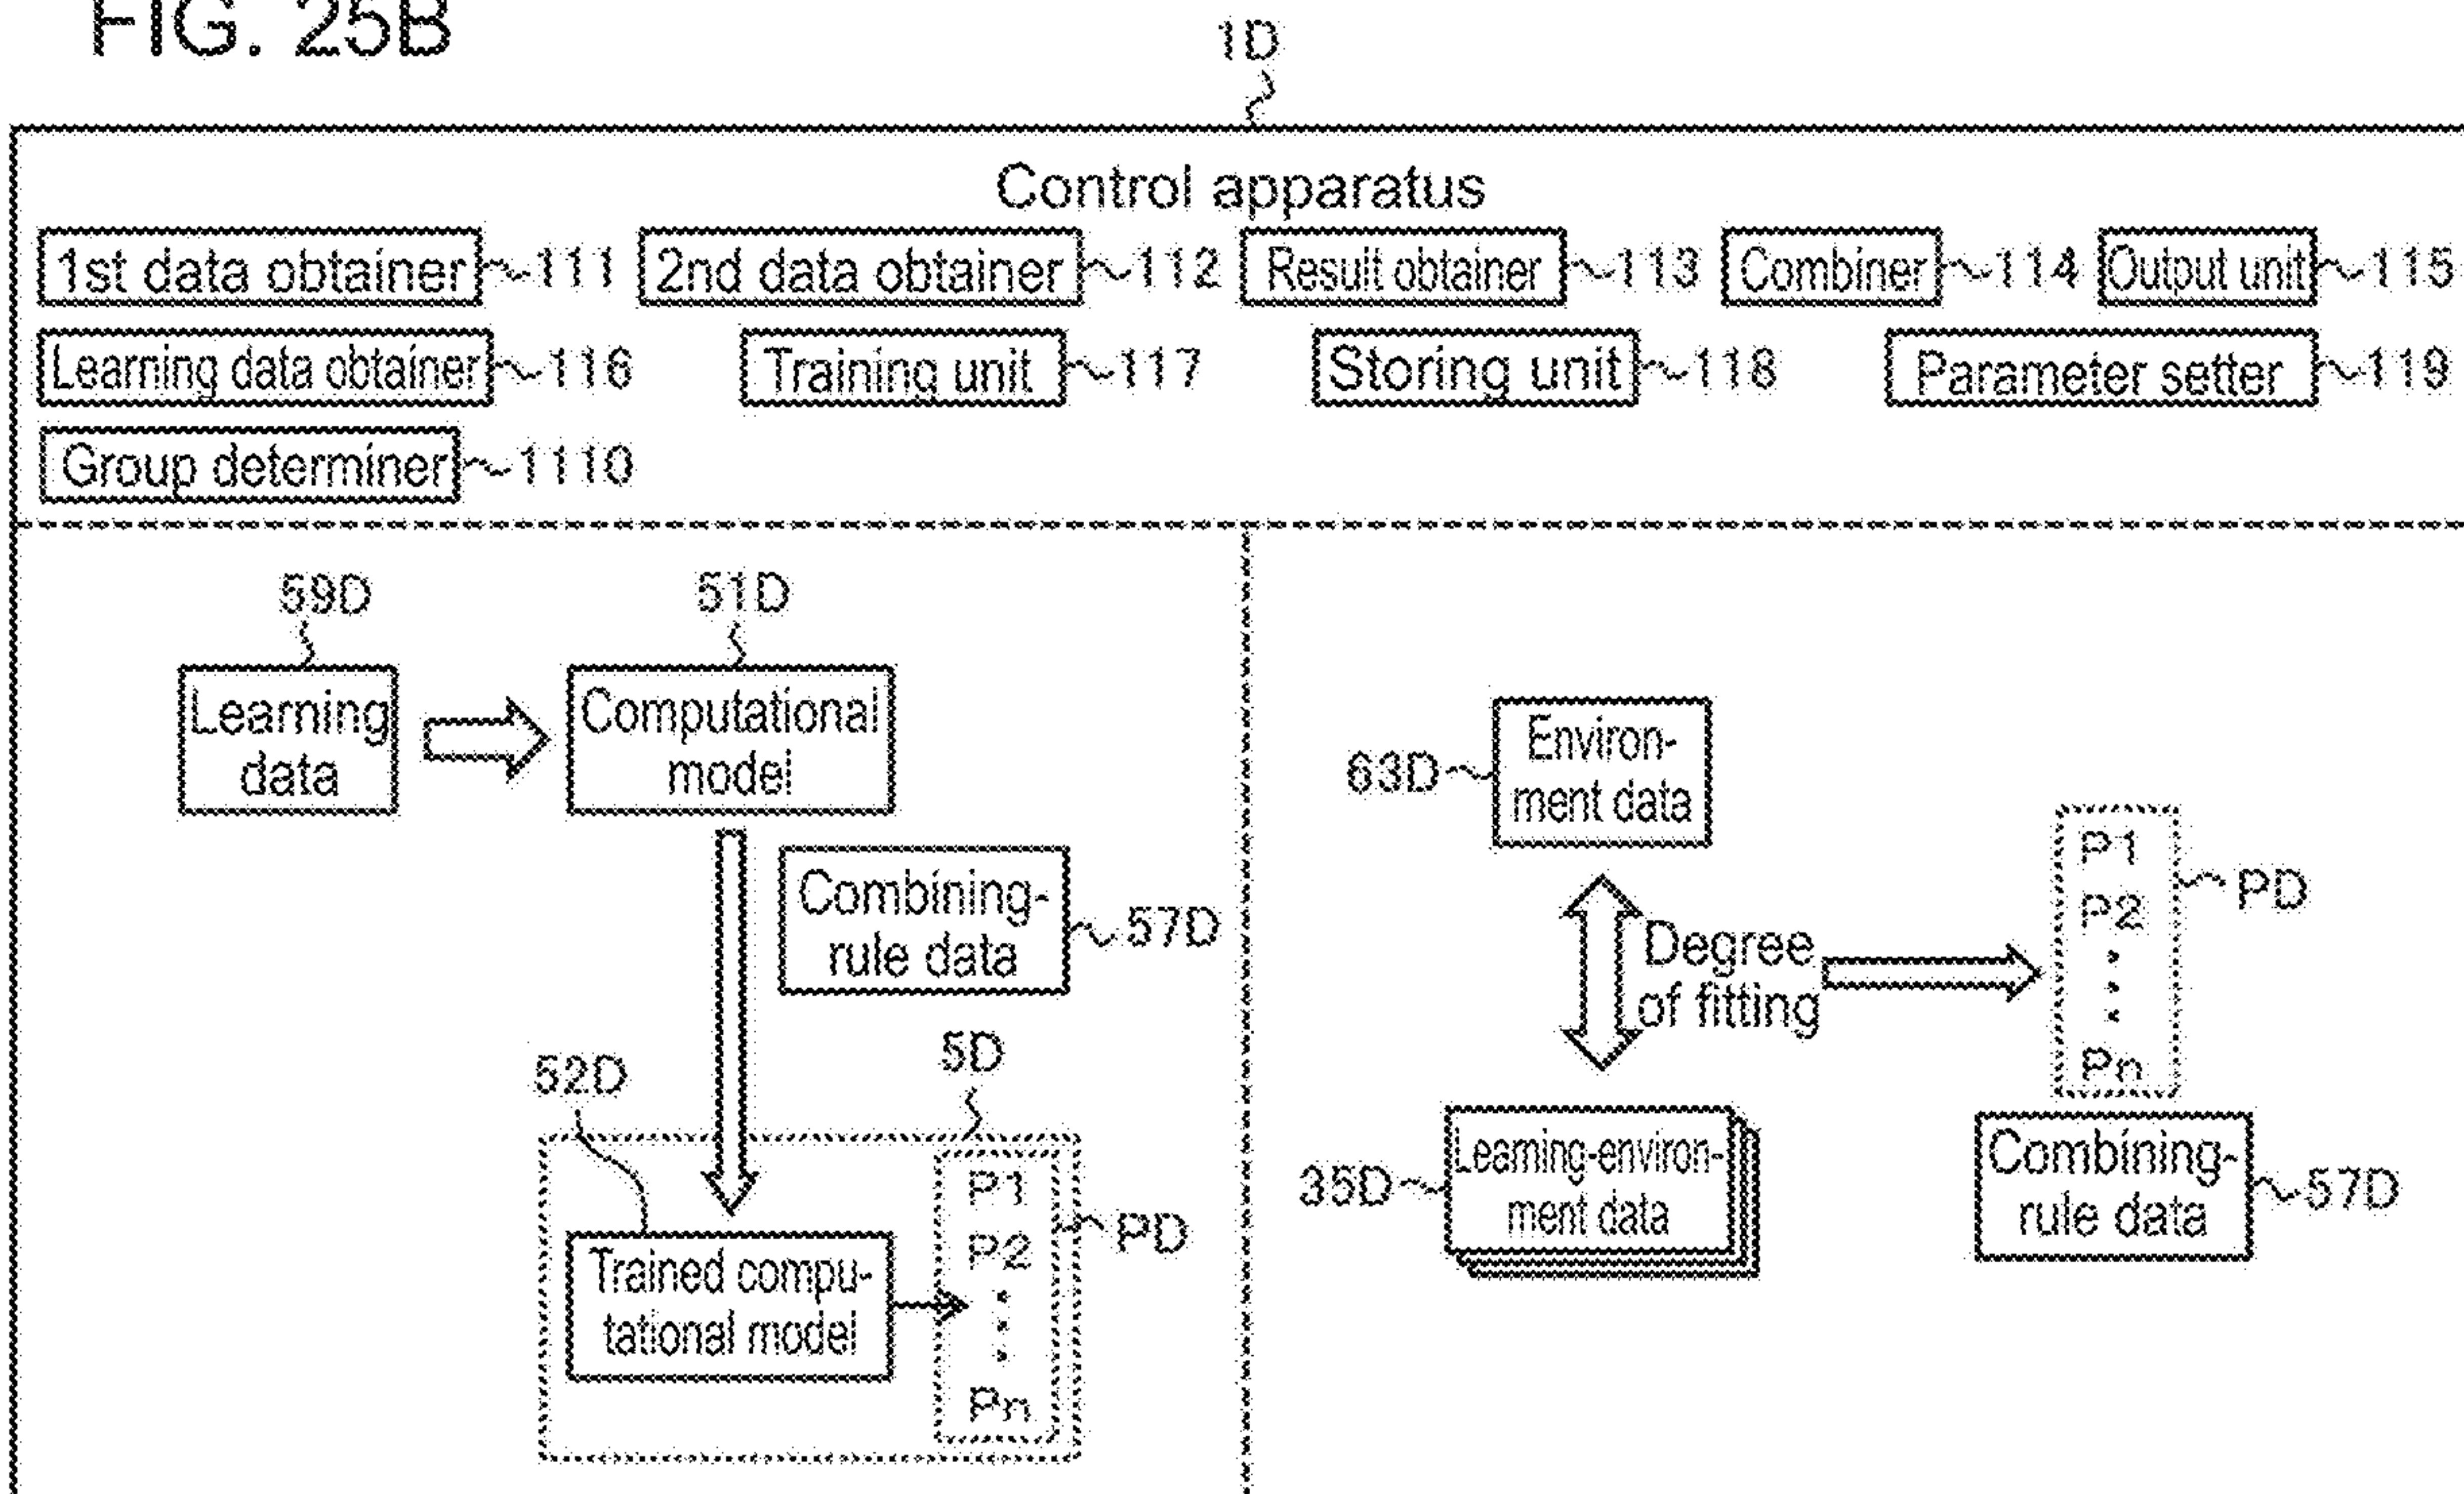 FIG. 25B
1D
Control apparatus
1st data obtainer 111 2nd data obtainer 112 Result obtainer 113 Combiner 114 Output unit 115
Learning data obtainer 116 Training unit 117 Storing unit 118 Parameter setter 119
Group determiner 1110
59D
51D
Learning
data
Computational
model
Combining-
rule data
57D
52D
5D
Trained compu-
tational model
P1
P2
Pn
PD
63D
Environ-
ment data
Degree
of fitting
35D
Learning-environ-
ment data
P1
P2
Pn
PD
Combining-
rule data
57D